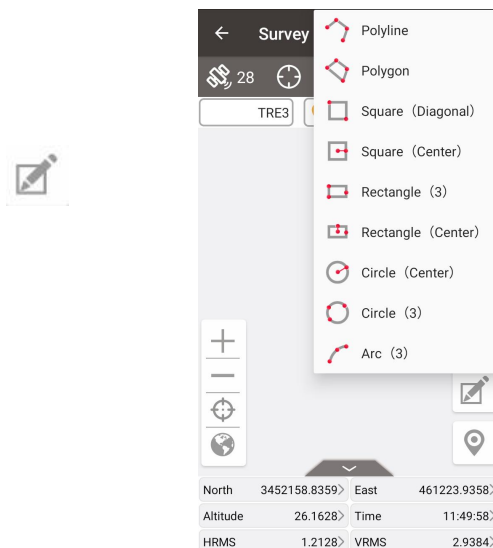 Survey
28
TRE3
Polyline
Polygon
Square（Diagonal）
Square（Center）
Rectangle（3）
Rectangle（Center）
Circle（Center）
Circle（3）
Arc（3）
North 3452158.8359> East 461223.9358>
Altitude 26.1628> Time 11:49:58>
HRMS 1.2128> VRMS 2.9384>